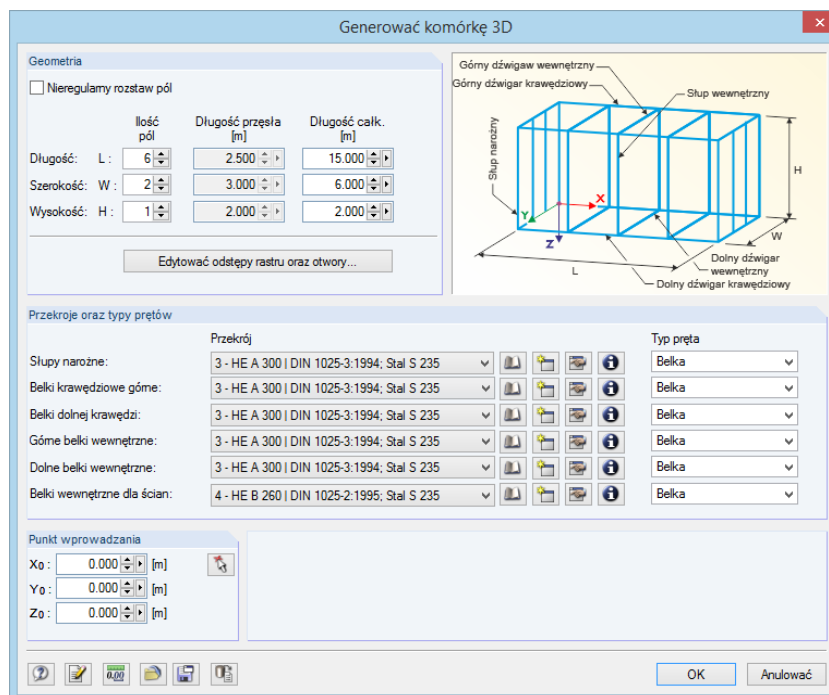 Generować komórkę 3D
Geometria
Nieregularny rozstaw pól
Ilość pól
Długość przęsła [m]
Długość całk. [m]
Długość: L : 6 2.500 15.000
Szerokość: W : 2 3.000 6.000
Wysokość: H : 1 2.000 2.000
Edytować odstępy rastru oraz otwory...
Górny dźwigaw wewnętrzny
Górny dźwigar krawędziowy
Słup wewnętrzny
Słup narożny
H
X
Y
Z
W
L
Dolny dźwigar wewnętrzny
Dolny dźwigar krawędziowy
Przekroje oraz typy prętów
Przekrój Typ pręta
Słupy narożne: 3 - HE A 300 | DIN 1025-3:1994; Stal S 235 Belka
Belki krawędziowe górne: 3 - HE A 300 | DIN 1025-3:1994; Stal S 235 Belka
Belki dolnej krawędzi: 3 - HE A 300 | DIN 1025-3:1994; Stal S 235 Belka
Górne belki wewnętrzne: 3 - HE A 300 | DIN 1025-3:1994; Stal S 235 Belka
Dolne belki wewnętrzne: 3 - HE A 300 | DIN 1025-3:1994; Stal S 235 Belka
Belki wewnętrzne dla ścian: 4 - HE B 260 | DIN 1025-2:1995; Stal S 235 Belka
Punkt wprowadzania
X0 : 0.000 [m]
Y0 : 0.000 [m]
Z0 : 0.000 [m]
0.00
OK Anulować